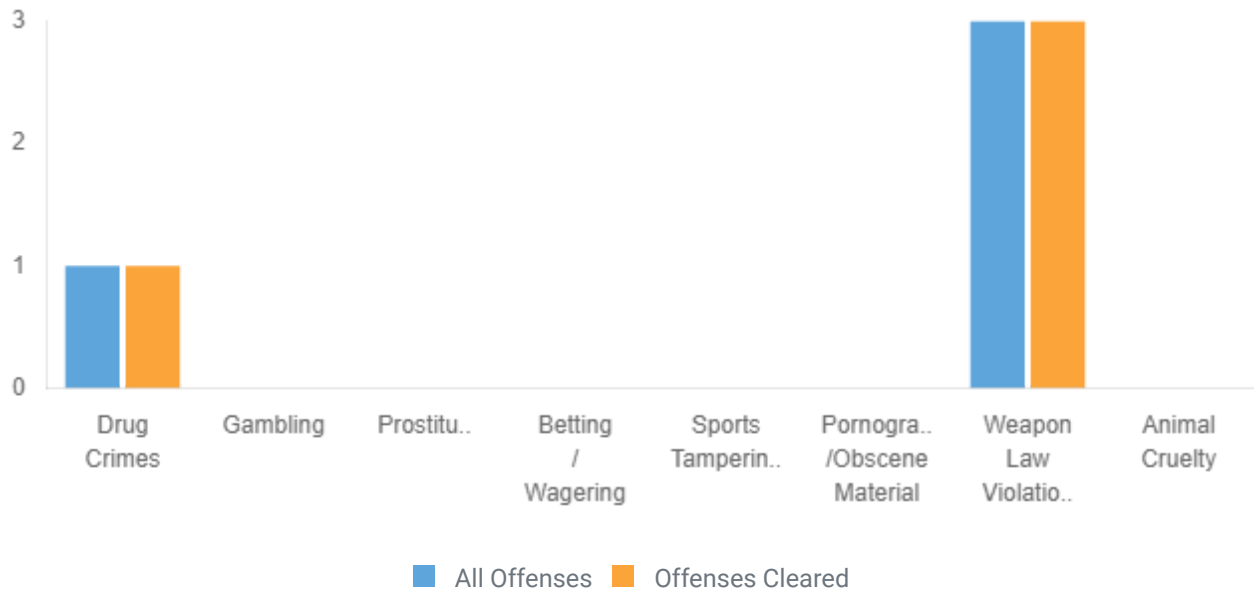 3
2
1
0
Drug
Crimes
Gambling
Prostitu..
Betting
/
Wagering
Sports
Tamperin..
Pornogra..
/Obscene
Material
Weapon
Law
Violatio..
Animal
Cruelty
All Offenses
Offenses Cleared